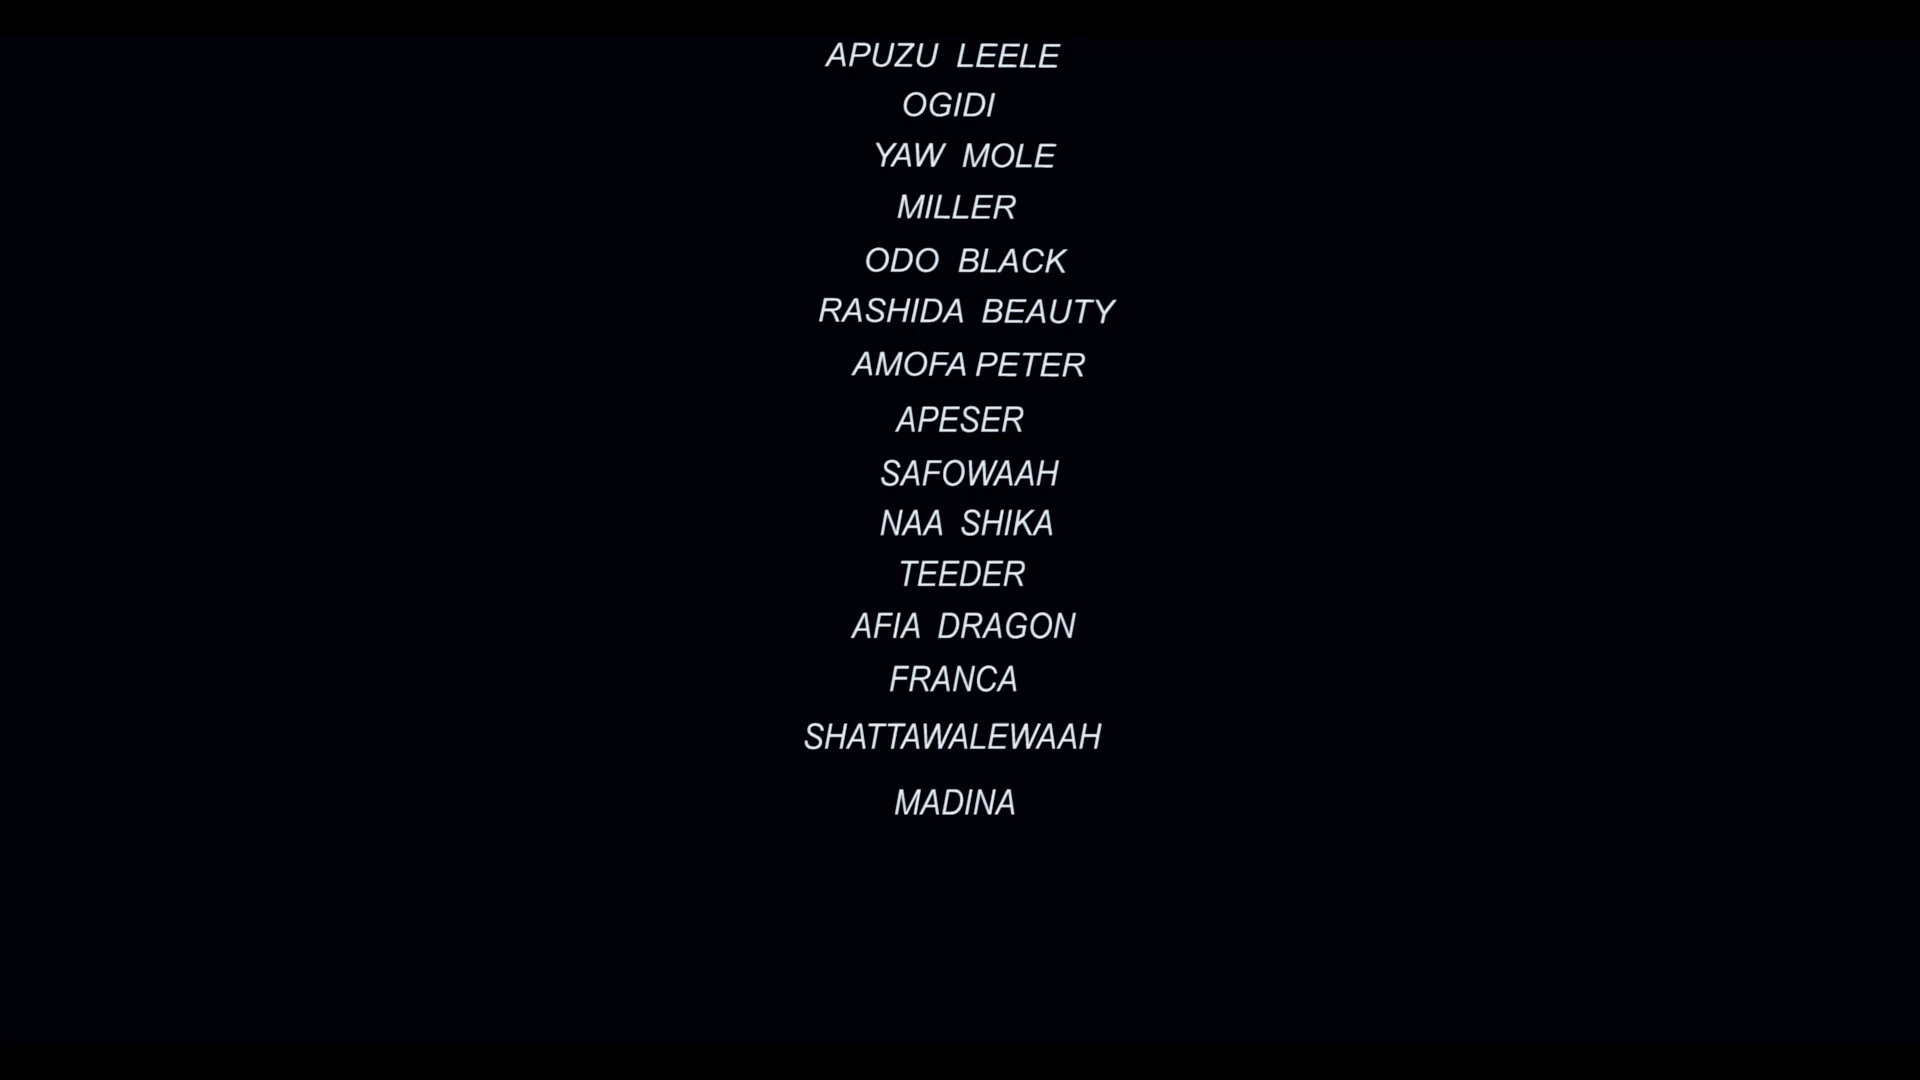 APUZU LEELE
OGIDI
YAW MOLE
MILLER
ODO BLACK
RASHIDA BEAUTY
AMOFA PETER
APESER
SAFOWAAH
NAA SHIKA
TEEDER
AFIA DRAGON
FRANCA
SHATTAWALEWAAH
MADINA